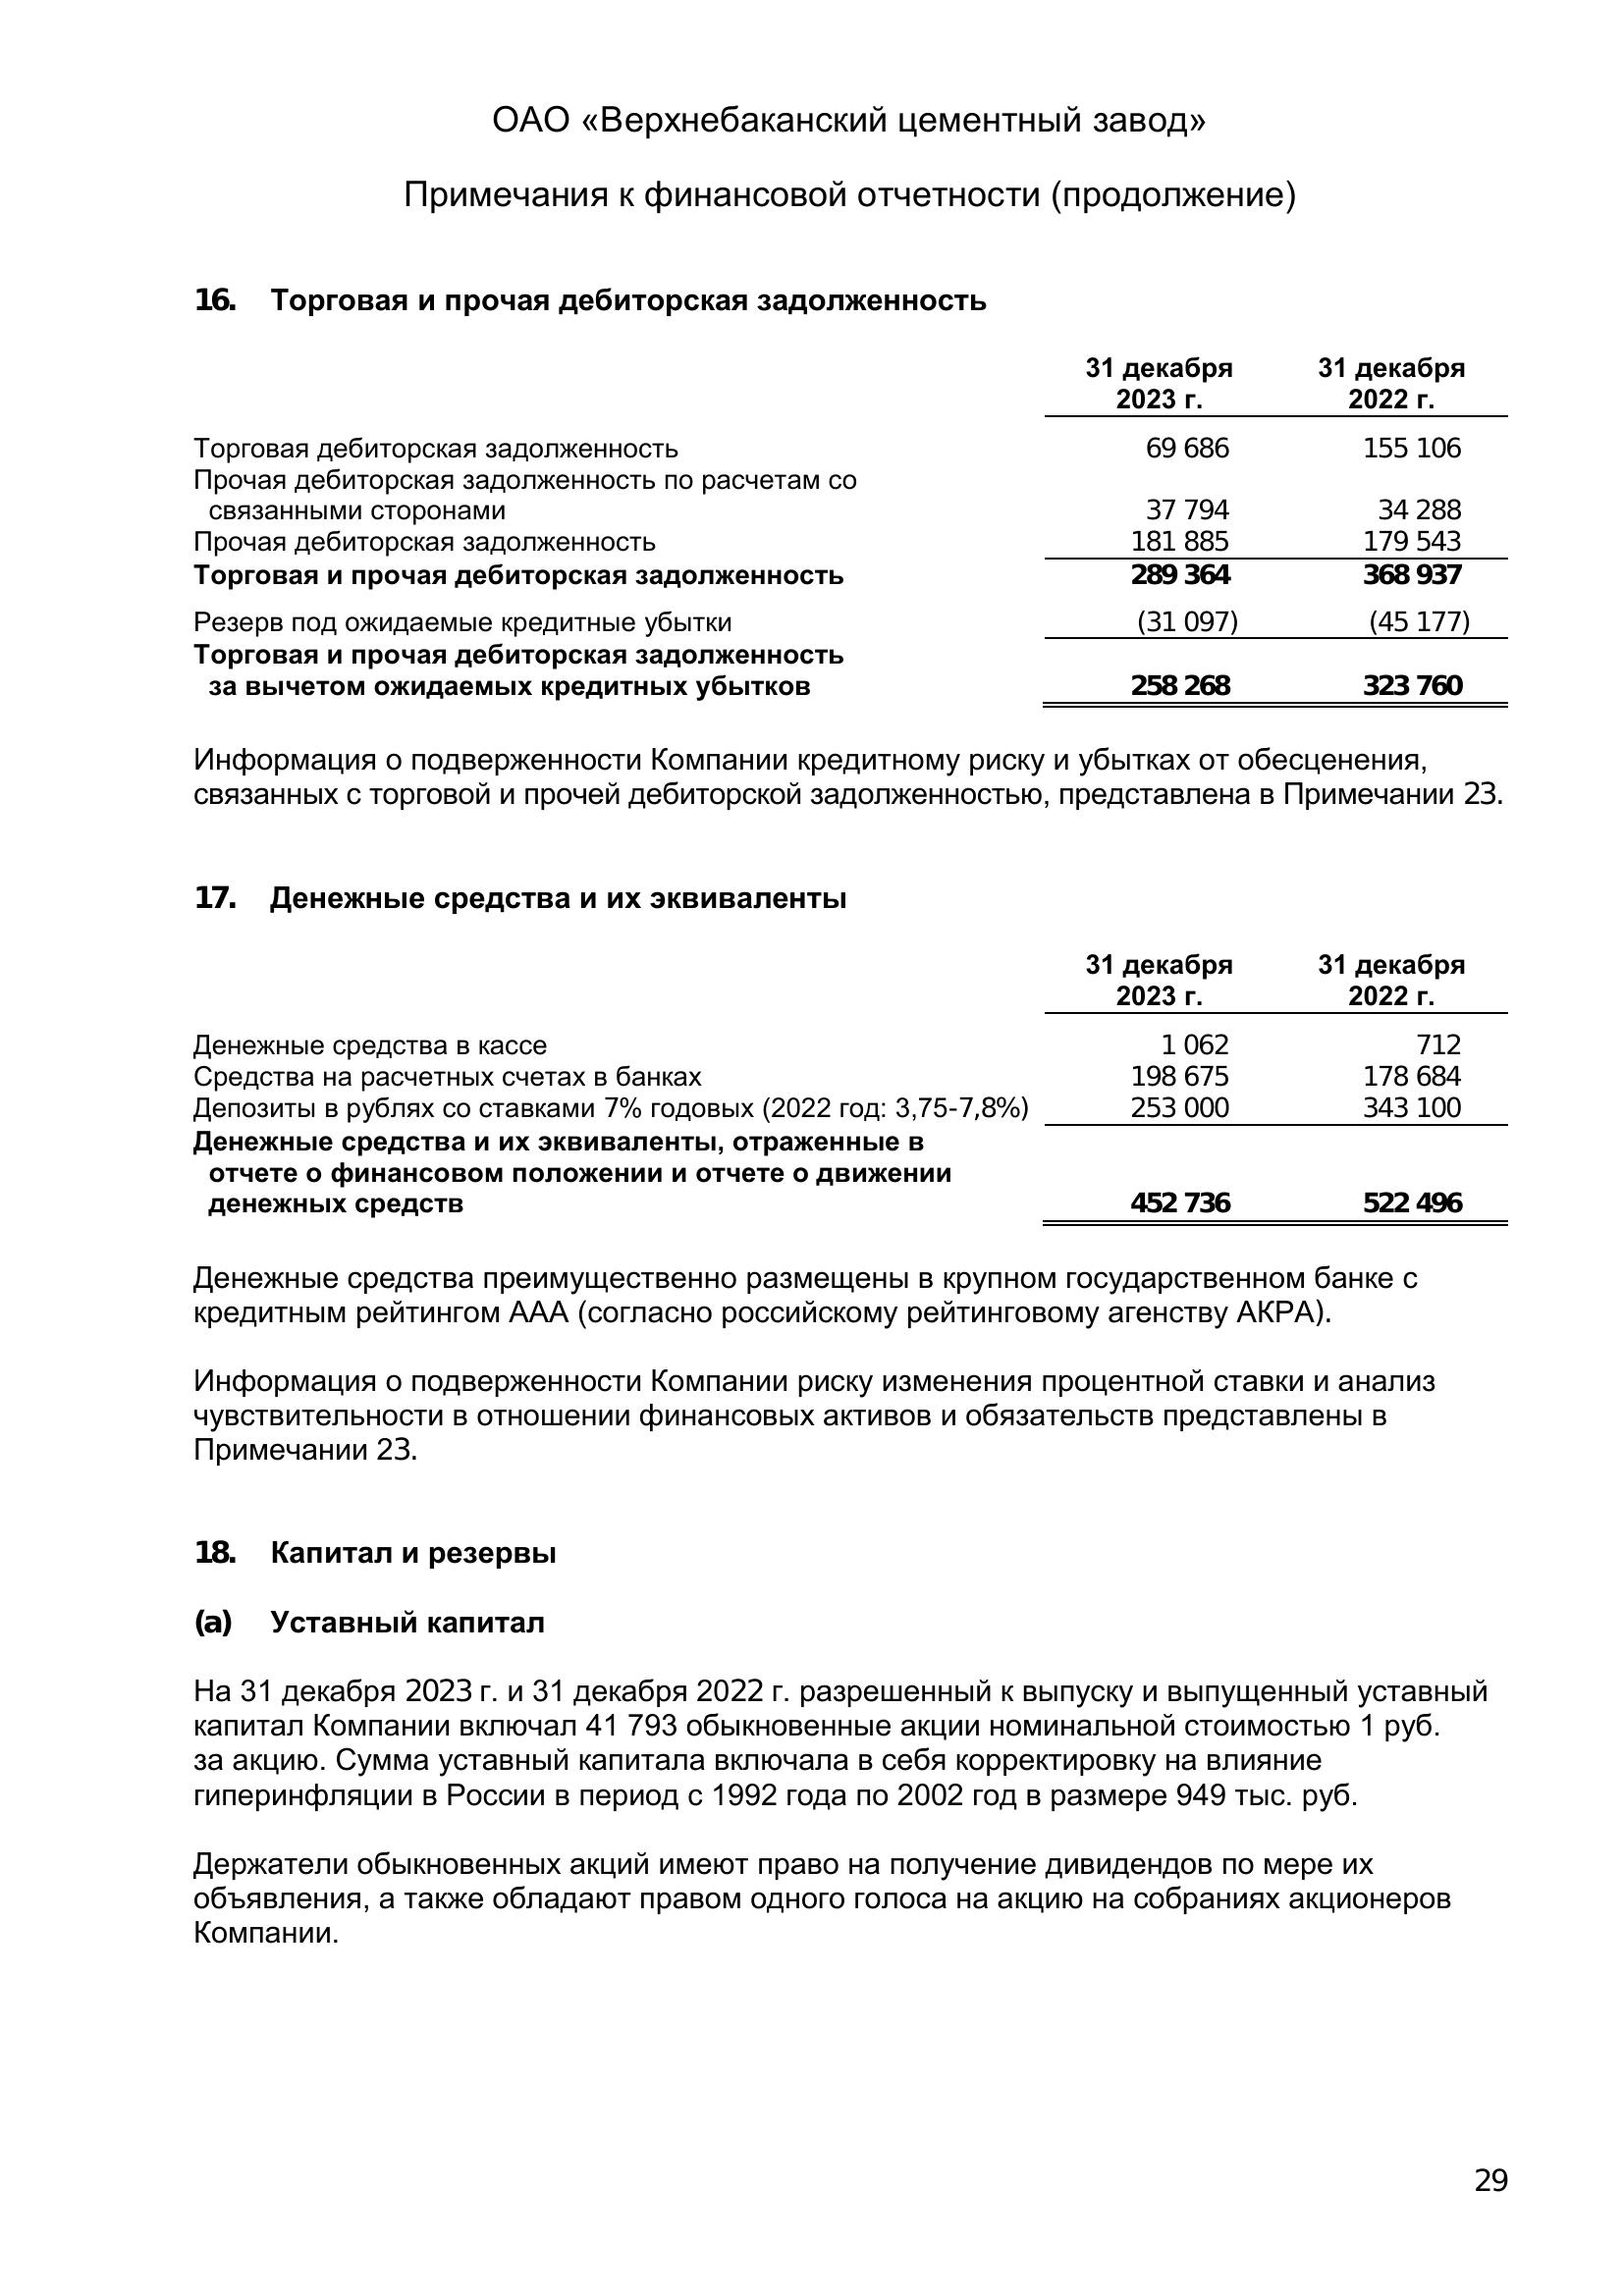 ОАО «Верхнебаканский цементный завод»
Примечания к финансовой отчетности (продолжение)
16. Торговая и прочая дебиторская задолженность
31 декабря 31 декабря
2023 г. 2022 г.
Торговая дебиторская задолженность 69 686 155 106
Прочая дебиторская задолженность по расчетам со
связанными сторонами 37 794 34 288
Прочая дебиторская задолженность 181 885 179 543
Торговая и прочая дебиторская задолженность 289 364 368 937
Резерв под ожидаемые кредитные убытки (31 097) (45 177)
Торговая и прочая дебиторская задолженность
за вычетом ожидаемых кредитных убытков 258 268 323 760
Информация о подверженности Компании кредитному риску и убытках от обесценения,
связанных с торговой и прочей дебиторской задолженностью, представлена в Примечании 23.
17. Денежные средства и их эквиваленты
31 декабря 31 декабря
2023 г. 2022 г.
Денежные средства в кассе 1 062 712
Средства на расчетных счетах в банках 198 675 178 684
Депозиты в рублях со ставками 7% годовых (2022 год: 3,75-7,8%) 253 000 343 100
Денежные средства и их эквиваленты, отраженные в
отчете о финансовом положении и отчете о движении
денежных средств 452 736 522 496
Денежные средства преимущественно размещены в крупном государственном банке с
кредитным рейтингом ААА (согласно российскому рейтинговому агенству АКРА).
Информация о подверженности Компании риску изменения процентной ставки и анализ
чувствительности в отношении финансовых активов и обязательств представлены в
Примечании 23.
18. Капитал и резервы
(a) Уставный капитал
На 31 декабря 2023 г. и 31 декабря 2022 г. разрешенный к выпуску и выпущенный уставный
капитал Компании включал 41 793 обыкновенные акции номинальной стоимостью 1 руб.
за акцию. Сумма уставный капитала включала в себя корректировку на влияние
гиперинфляции в России в период с 1992 года по 2002 год в размере 949 тыс. руб.
Держатели обыкновенных акций имеют право на получение дивидендов по мере их
объявления, а также обладают правом одного голоса на акцию на собраниях акционеров
Компании.
29